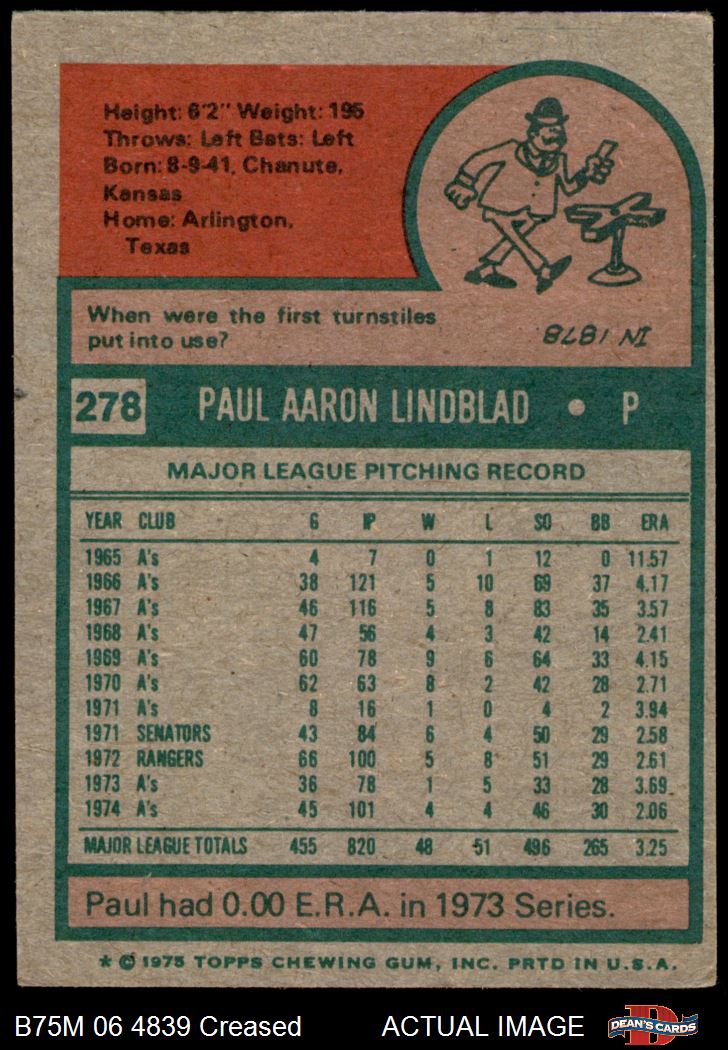 Height: 6'2" Weight: 195
Throws: Left Bats: Left
Born: 8-9-41, Chanute,
Kansas
Home: Arlington,
Texas
When were the first turnstiles
put into use?
IN 1878
278 PAUL AARON LINDBLAD • P
MAJOR LEAGUE PITCHING RECORD
YEAR CLUB G IP W L SO BB ERA
1965 A's 4 7 0 1 12 0 11.57
1966 A's 38 121 5 10 69 37 4.17
1967 A's 46 116 5 8 83 35 3.57
1968 A's 47 56 4 3 42 14 2.41
1969 A's 60 78 9 6 64 33 4.15
1970 A's 62 63 8 2 42 28 2.71
1971 A's 8 16 1 0 4 2 3.94
1971 SENATORS 43 84 6 4 50 29 2.58
1972 RANGERS 66 100 5 8 51 29 2.61
1973 A's 36 78 1 5 33 28 3.69
1974 A's 45 101 4 4 46 30 2.06
MAJOR LEAGUE TOTALS 455 820 48 51 496 265 3.25
Paul had 0.00 E.R.A. in 1973 Series.
* © 1975 TOPPS CHEWING GUM, INC. PRTD IN U.S.A.
B75M 06 4839 Creased ACTUAL IMAGE
D
DEAN'S CARDS